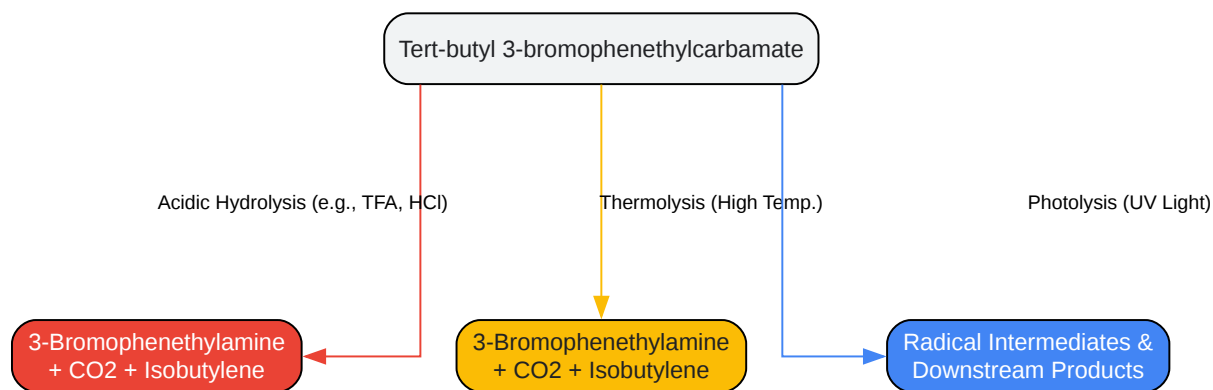 Tert-butyl 3-bromophenethylcarbamate
Acidic Hydrolysis (e.g., TFA, HCl)
Thermolysis (High Temp.)
Photolysis (UV Light)
3-Bromophenethylamine
+ CO2 + Isobutylene
3-Bromophenethylamine
+ CO2 + Isobutylene
Radical Intermediates &
Downstream Products